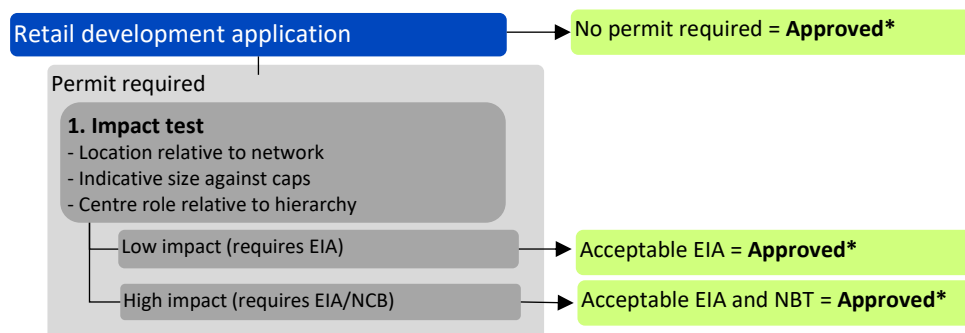 Retail development application
No permit required = Approved*
Permit required
1. Impact test
- Location relative to network
- Indicative size against caps
- Centre role relative to hierarchy
Low impact (requires EIA)
Acceptable EIA = Approved*
High impact (requires EIA/NCB)
Acceptable EIA and NBT = Approved*